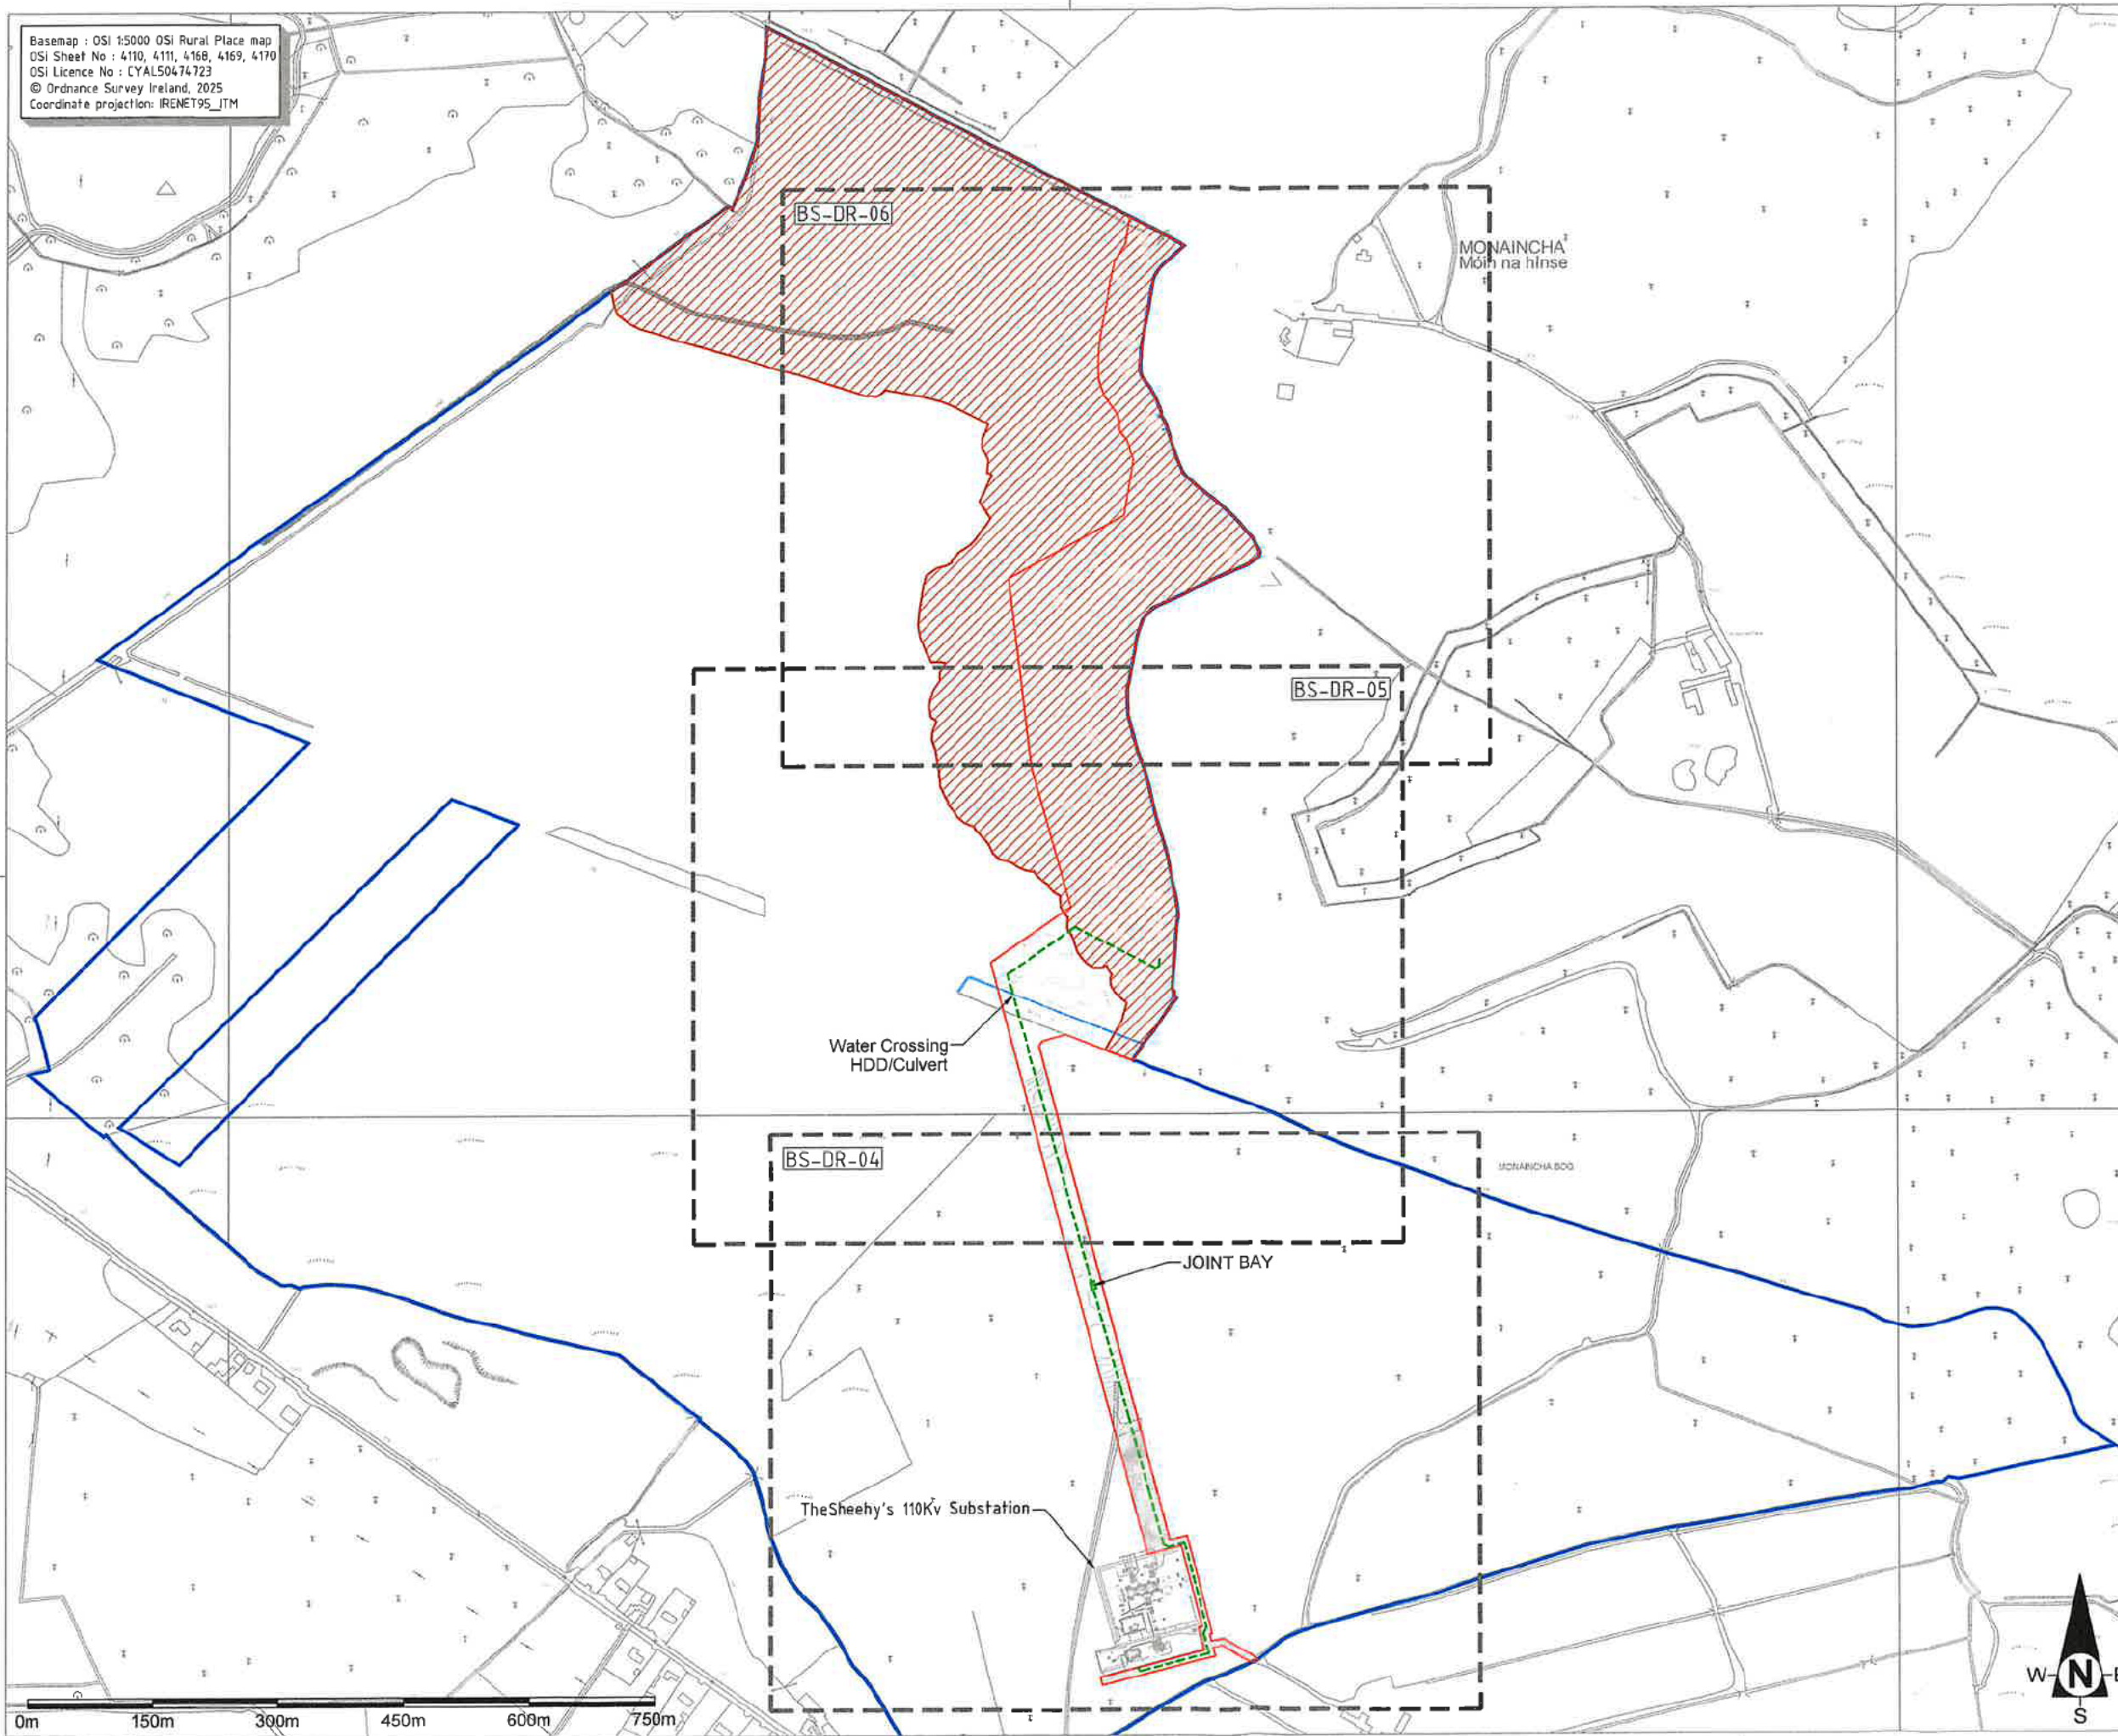 Basemap : OSI 1:5000 OSi Rural Place map
OSi Sheet No : 4110, 4111, 4168, 4169, 4170
OSi Licence No : CYAL50474723
© Ordnance Survey Ireland, 2025
Coordinate projection: IRENET95_ITM
BS-DR-06
MONAINCHA
Móin na hInse
BS-DR-05
Water Crossing
HDD/Culvert
BS-DR-04
MONAINCHA BOG
JOINT BAY
TheSheehy's 110Kv Substation
0m 150m 300m 450m 600m 750m
W N E
S